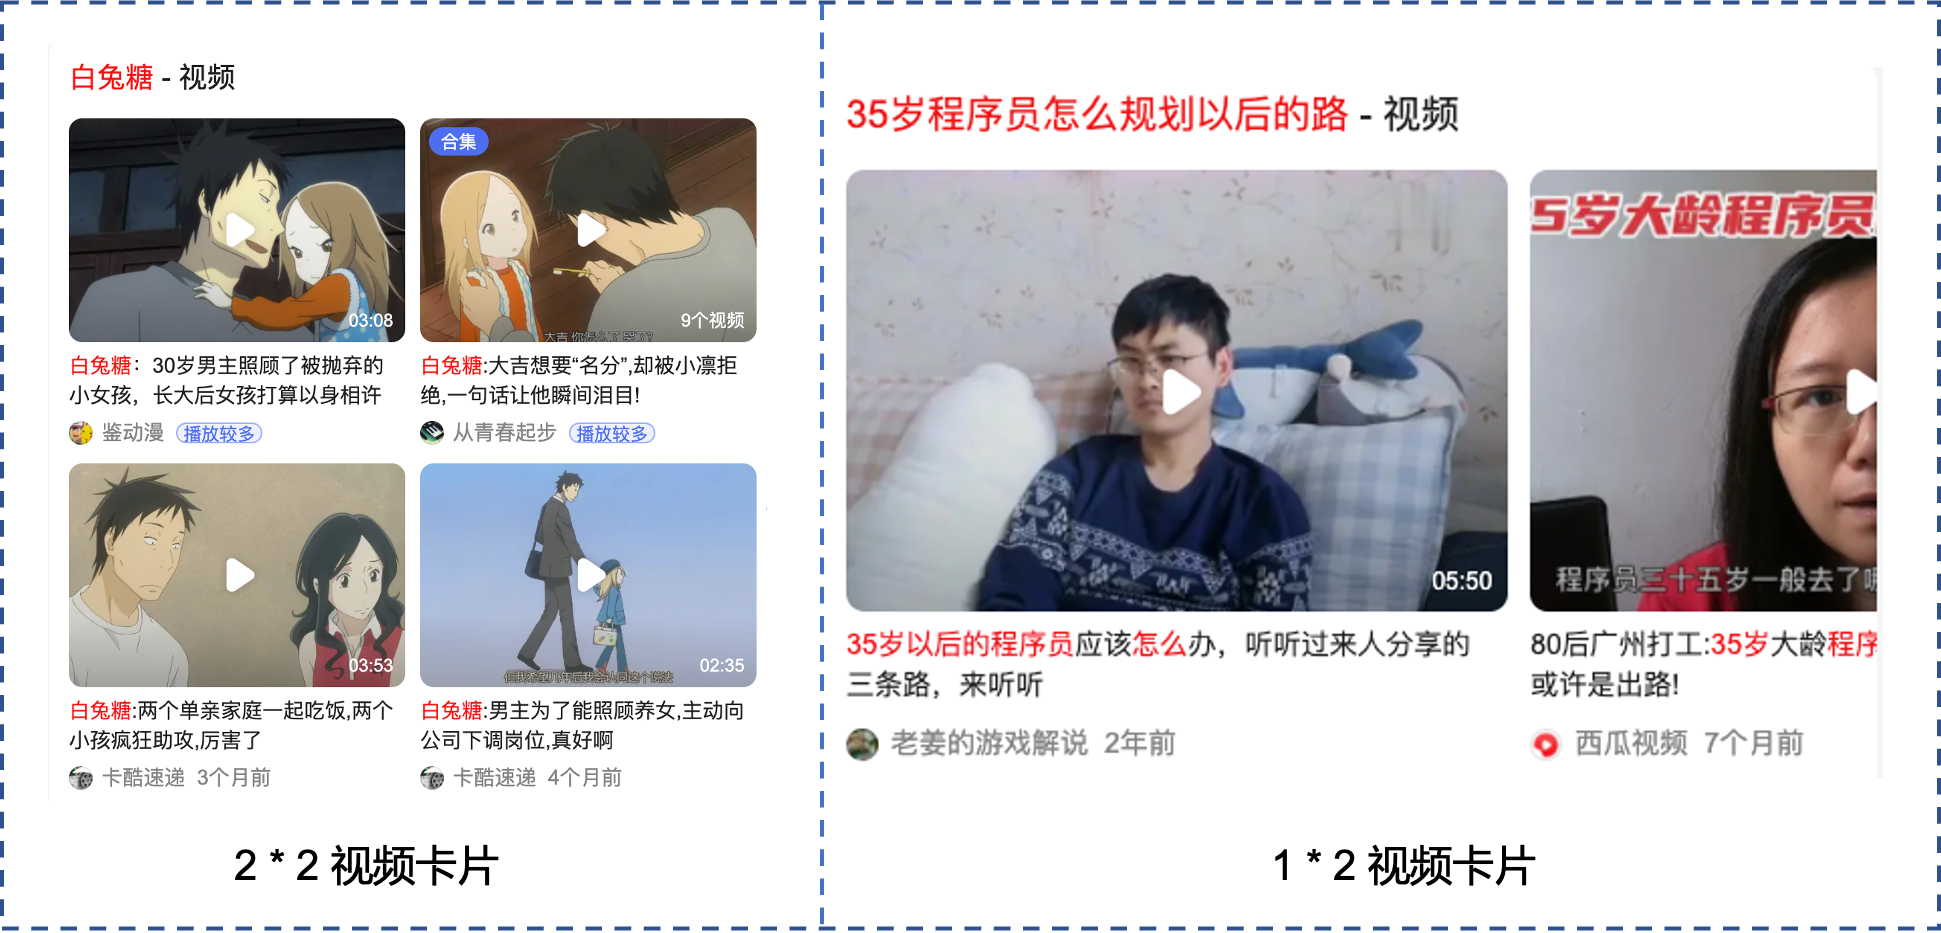 白兔糖 - 视频
合集
03:08
大吉 你怎么了 哭了?
9个视频
白兔糖：30岁男主照顾了被抛弃的
小女孩，长大后女孩打算以身相许
鉴动漫 播放较多
白兔糖:大吉想要“名分”,却被小凛拒
绝,一句话让他瞬间泪目!
从青春起步 播放较多
03:53
02:35
白兔糖:两个单亲家庭一起吃饭,两个
小孩疯狂助攻,厉害了
卡酷速递 3个月前
白兔糖:男主为了能照顾养女,主动向
公司下调岗位,真好啊
卡酷速递 4个月前
2 * 2 视频卡片
35岁程序员怎么规划以后的路 - 视频
05:50
35岁以后的程序员应该怎么办，听听过来人分享的
三条路，来听听
老姜的游戏解说 2年前
5岁大龄程序员
程序员三十五岁一般去了
80后广州打工:35岁大龄程序
或许是出路!
西瓜视频 7个月前
1 * 2 视频卡片